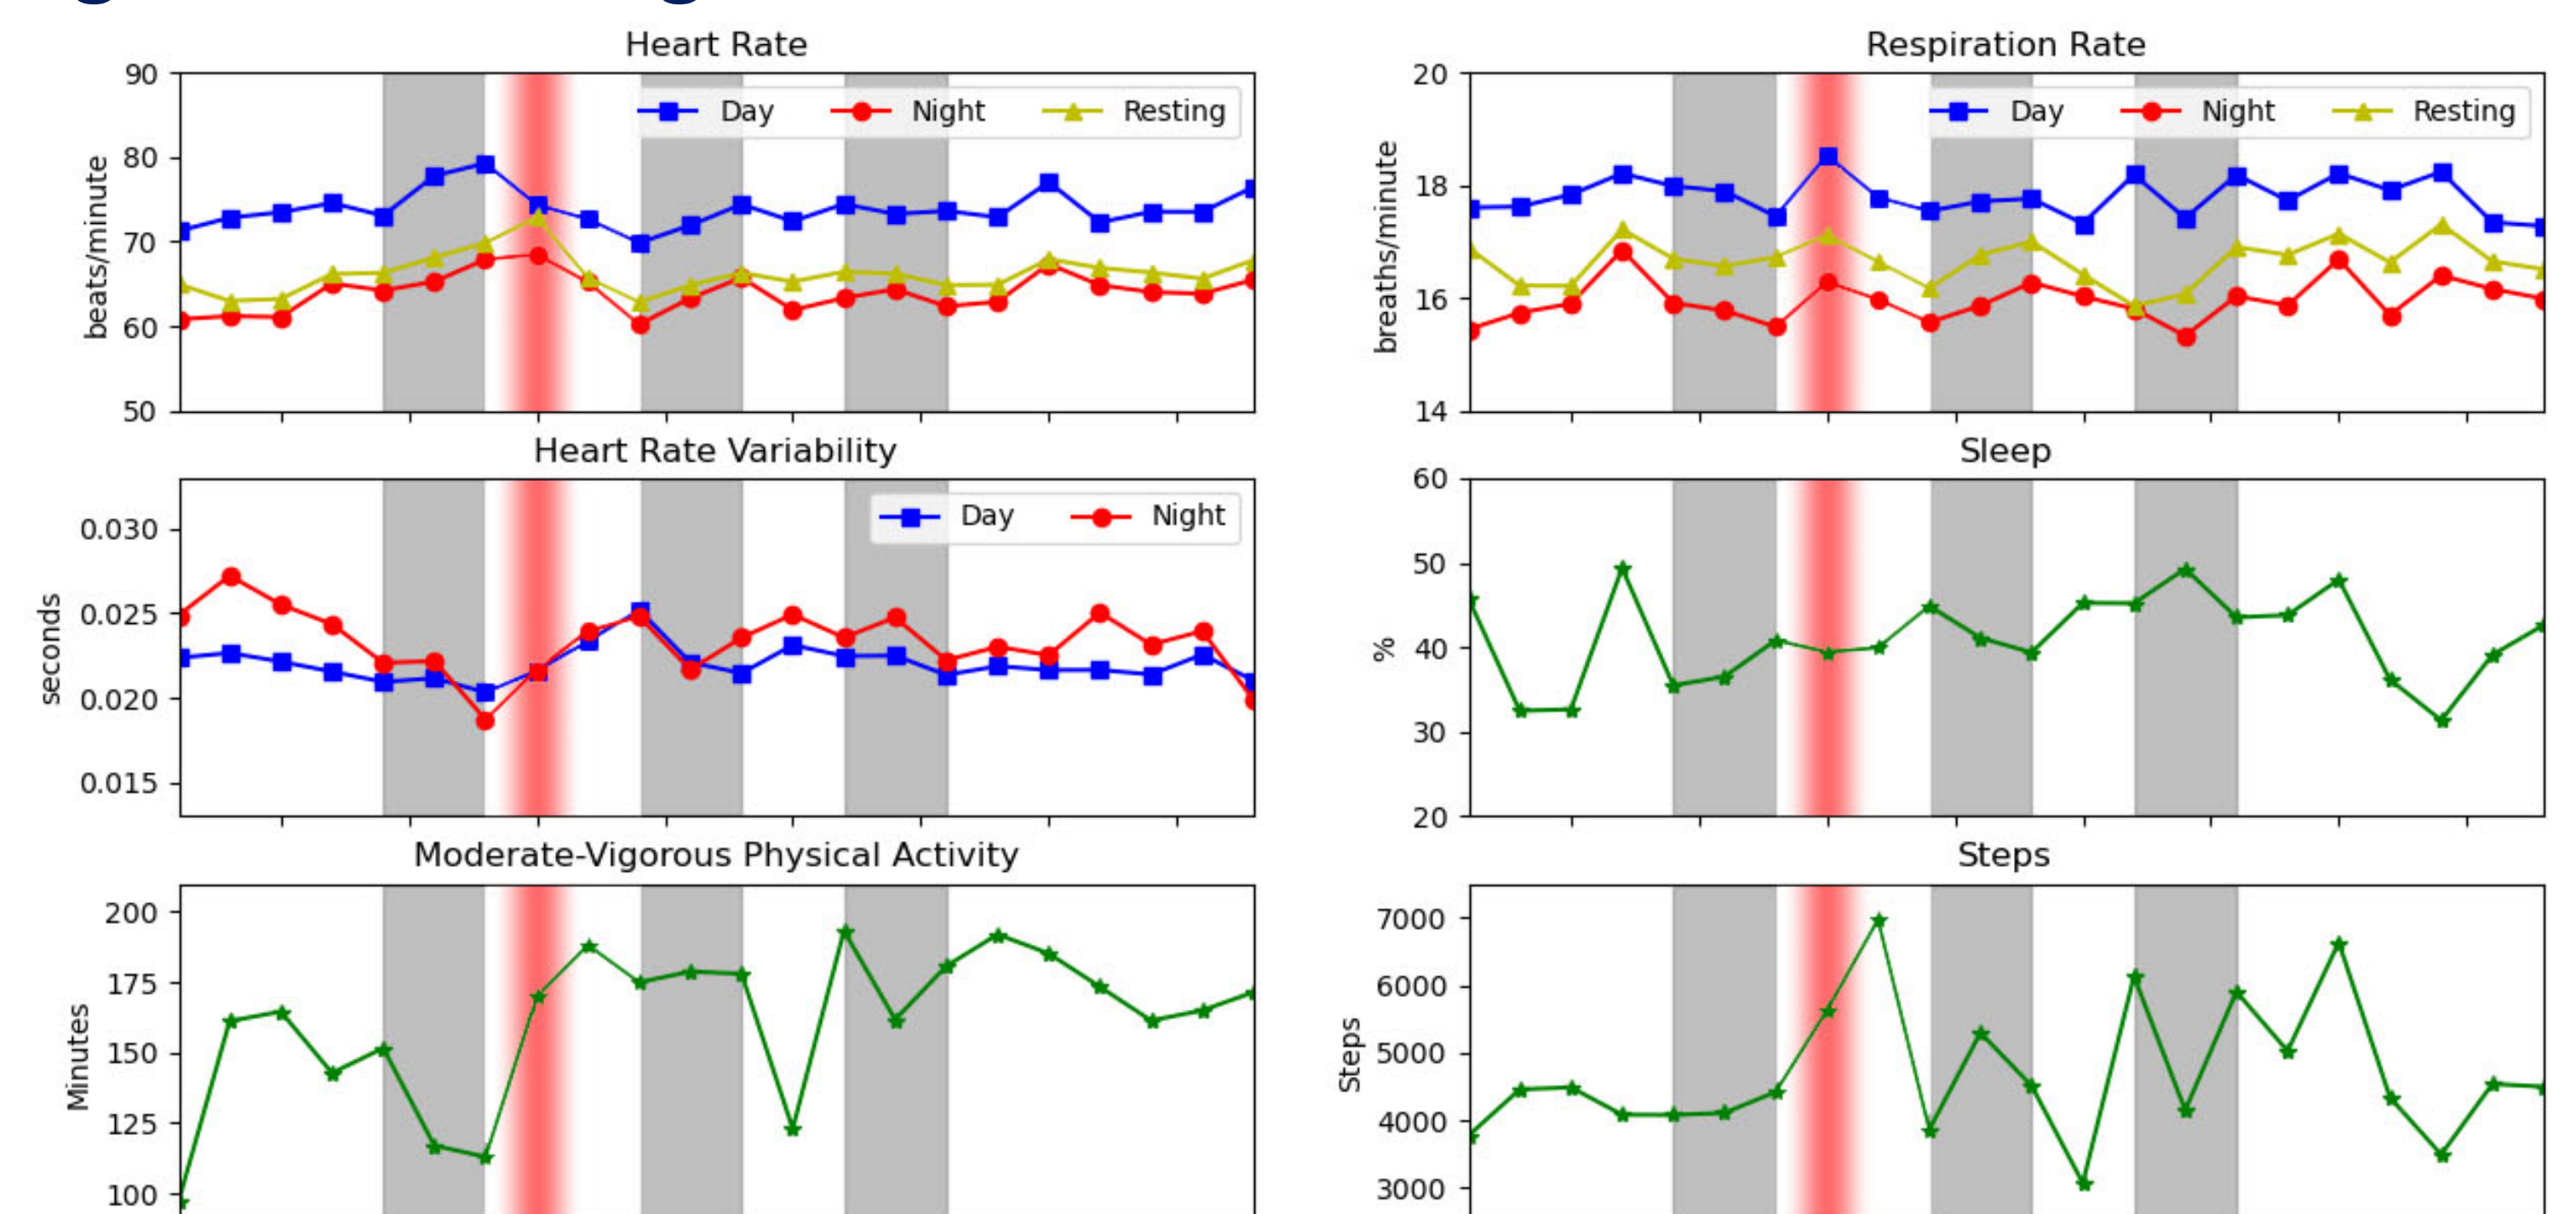 Heart Rate
90
80
70
60
50
beats/minute
Day Night Resting
Respiration Rate
20
18
16
14
breaths/minute
Day Night Resting
Heart Rate Variability
0.030
0.025
0.020
0.015
seconds
Day Night
Sleep
60
50
40
30
20
%
Moderate-Vigorous Physical Activity
200
175
150
125
100
Minutes
Steps
7000
6000
5000
4000
3000
Steps